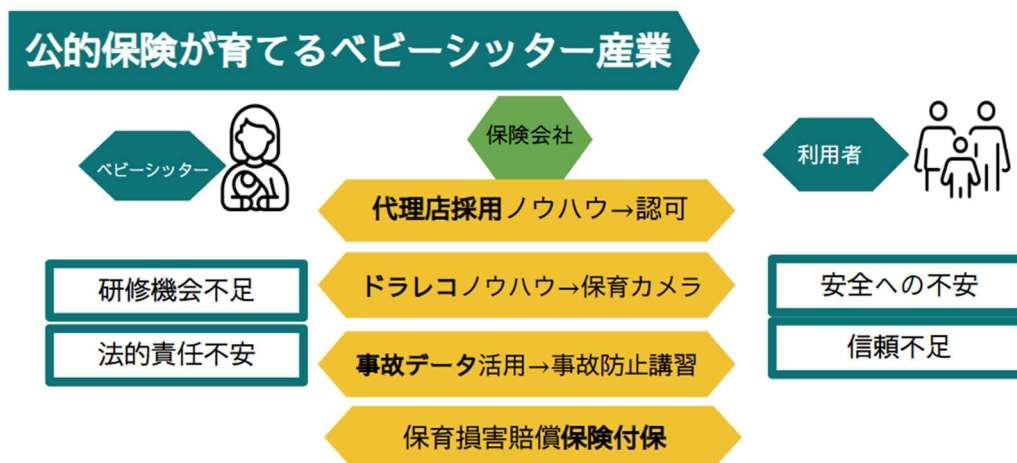 公的保険が育てるベビーシッター産業
ベビーシッター
保険会社
利用者
代理店採用ノウハウ→認可
研修機会不足
ドラレコノウハウ→保育カメラ
安全への不安
法的責任不安
事故データ活用→事故防止講習
信頼不足
保育損害賠償保険付保